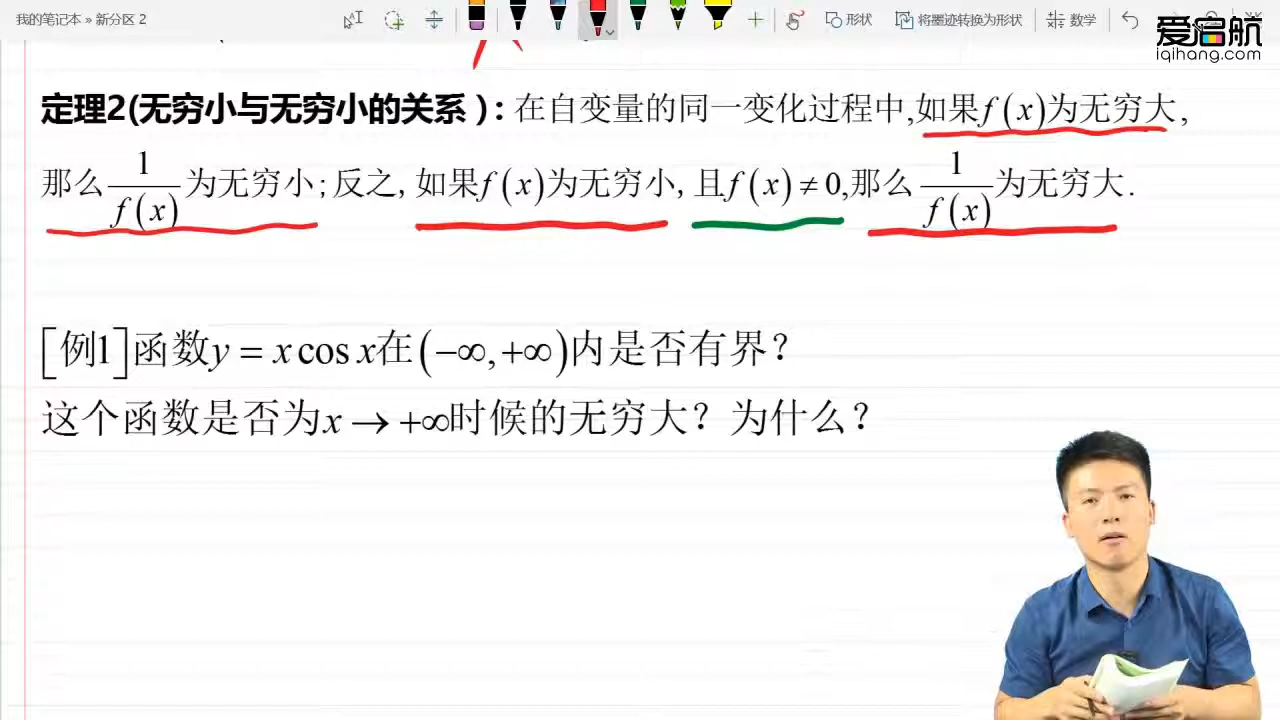 我的笔记本 » 新分区 2
形状 将墨迹转换为形状 数学
爱启航
iqihang.com
定理2(无穷小与无穷小的关系）: 在自变量的同一变化过程中,如果f(x)为无穷大,
那么1/f(x)为无穷小;反之,如果f(x)为无穷小,且f(x)≠0,那么1/f(x)为无穷大.
[例1]函数y=xcosx在(−∞,+∞)内是否有界？
这个函数是否为x→+∞时候的无穷大？为什么？